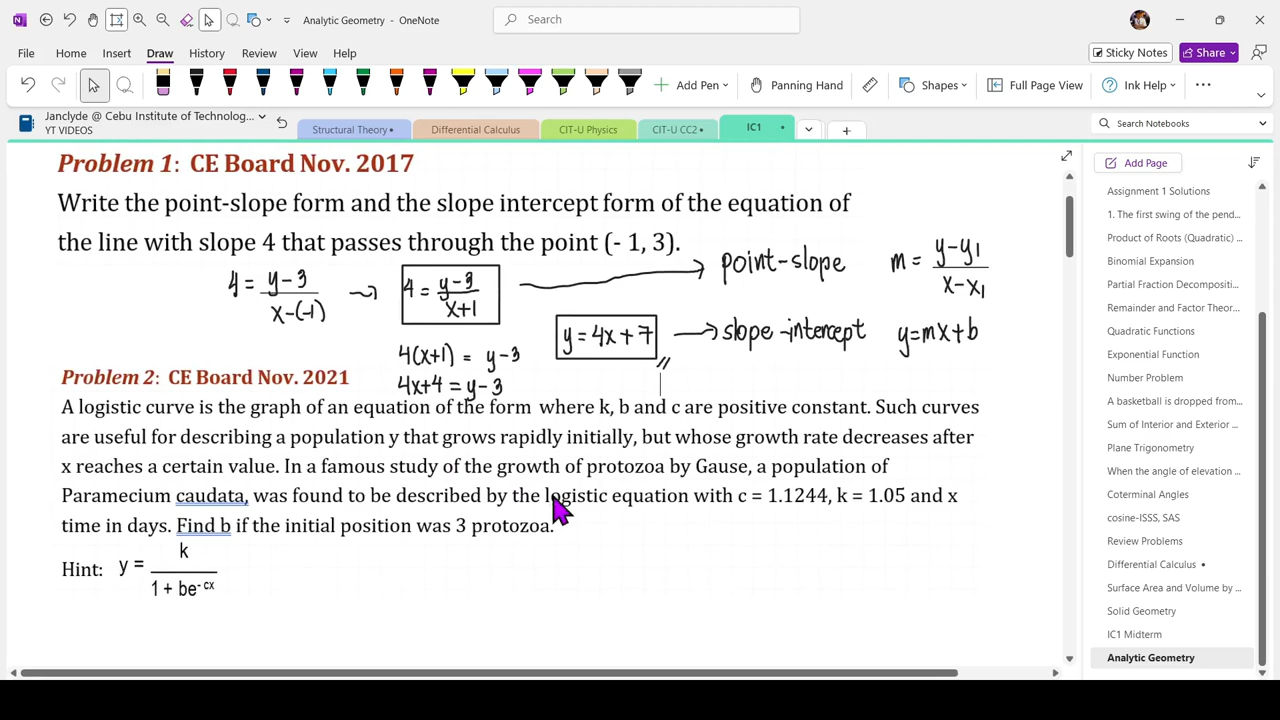 Analytic Geometry - OneNote
Search
File Home Insert Draw History Review View Help
Sticky Notes Share
Add Pen Panning Hand Shapes Full Page View Ink Help
Janclyde @ Cebu Institute of Technolog...
YT VIDEOS
Structural Theory Differential Calculus CIT-U Physics CIT-U CC2 IC1
Search Notebooks
Add Page
Problem 1: CE Board Nov. 2017
Write the point-slope form and the slope intercept form of the equation of
the line with slope 4 that passes through the point (- 1, 3).
4 = y-3 / x-(-1) → 4 = y-3 / x+1 → point-slope m = y-y1 / x-x1
y = 4x + 7 → slope-intercept y=mx+b
4(x+1) = y-3
4x+4 = y-3
Problem 2: CE Board Nov. 2021
A logistic curve is the graph of an equation of the form where k, b and c are positive constant. Such curves
are useful for describing a population y that grows rapidly initially, but whose growth rate decreases after
x reaches a certain value. In a famous study of the growth of protozoa by Gause, a population of
Paramecium caudata, was found to be described by the logistic equation with c = 1.1244, k = 1.05 and x
time in days. Find b if the initial position was 3 protozoa.
Hint: y = k / 1 + be^-cx
Assignment 1 Solutions
1. The first swing of the pend...
Product of Roots (Quadratic) ...
Binomial Expansion
Partial Fraction Decompositi...
Remainder and Factor Theor...
Quadratic Functions
Exponential Function
Number Problem
A basketball is dropped from...
Sum of Interior and Exterior ...
Plane Trigonometry
When the angle of elevation ...
Coterminal Angles
cosine-ISSS, SAS
Review Problems
Differential Calculus
Surface Area and Volume by ...
Solid Geometry
IC1 Midterm
Analytic Geometry